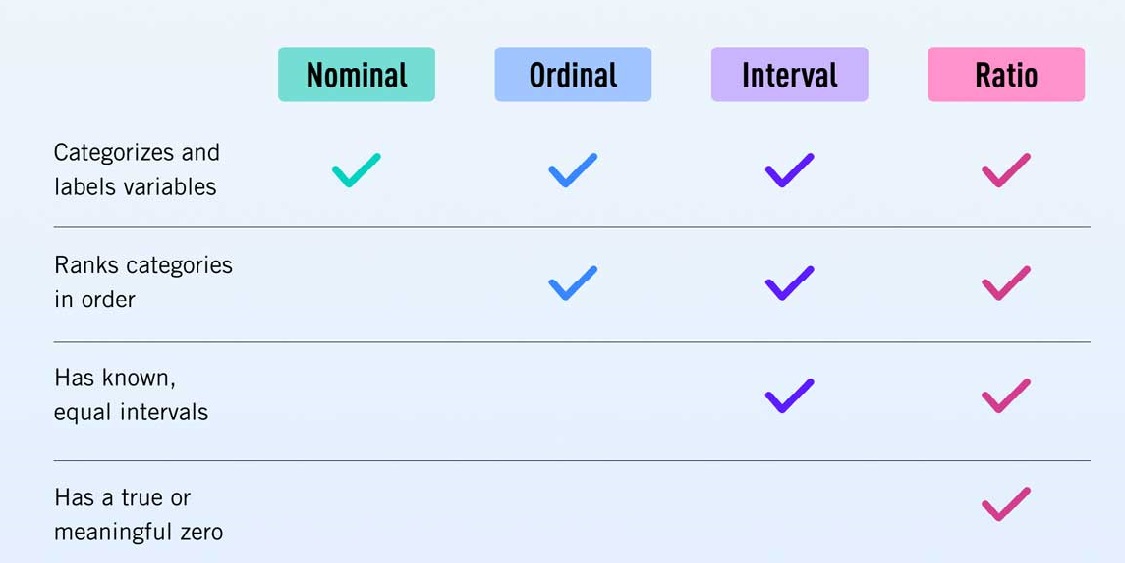 Nominal Ordinal Interval Ratio
Categorizes and
labels variables
Ranks categories
in order
Has known,
equal intervals
Has a true or
meaningful zero